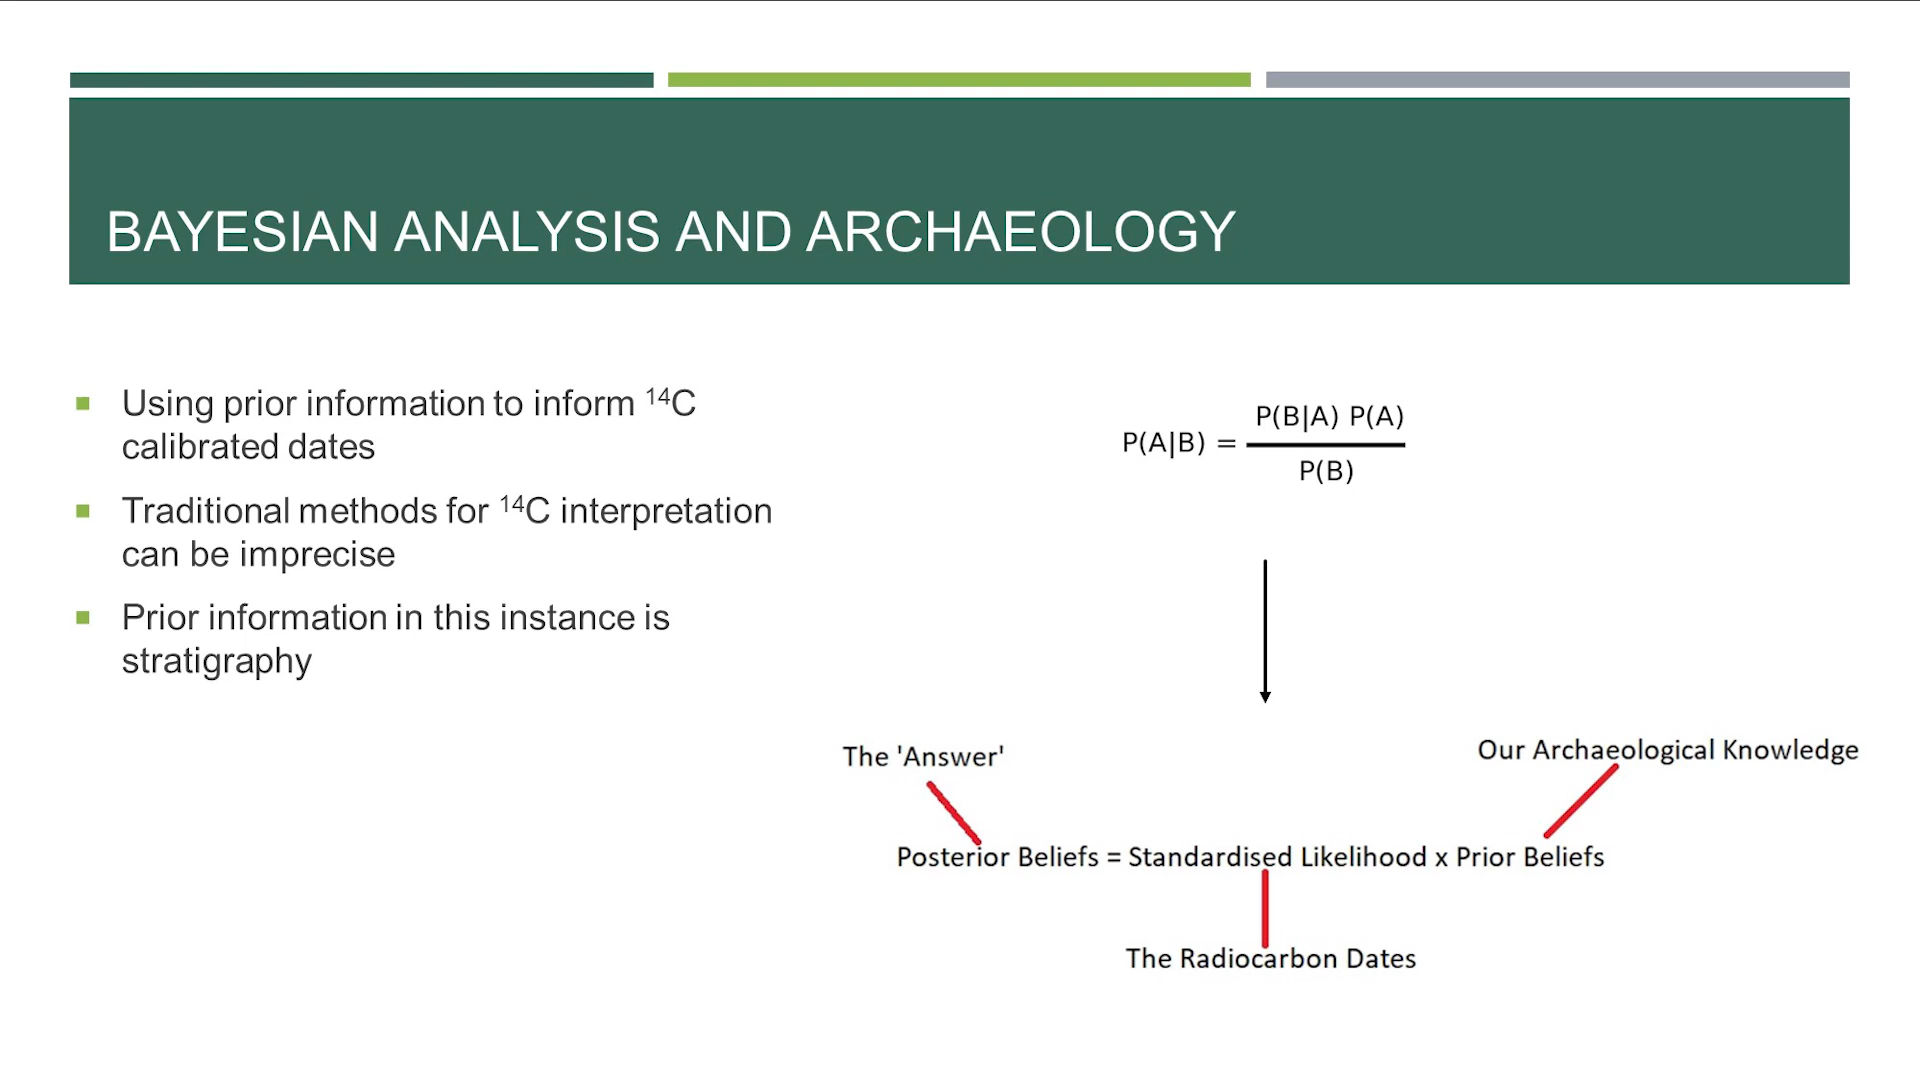 BAYESIAN ANALYSIS AND ARCHAEOLOGY
Using prior information to inform ¹⁴C
calibrated dates
Traditional methods for ¹⁴C interpretation
can be imprecise
Prior information in this instance is
stratigraphy
P(B|A) P(A)
P(A|B) =
P(B)
The 'Answer'
Our Archaeological Knowledge
Posterior Beliefs = Standardised Likelihood x Prior Beliefs
The Radiocarbon Dates